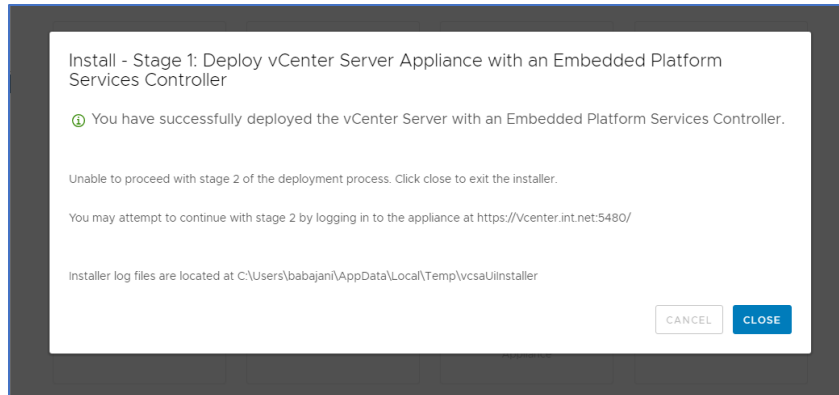 Install - Stage 1: Deploy vCenter Server Appliance with an Embedded Platform
Services Controller
You have successfully deployed the vCenter Server with an Embedded Platform Services Controller.
Unable to proceed with stage 2 of the deployment process. Click close to exit the installer.
You may attempt to continue with stage 2 by logging in to the appliance at https://Vcenter.int.net:5480/
Installer log files are located at C:\Users\babajani\AppData\Local\Temp\vcsaUiInstaller
CANCEL CLOSE
Appliance